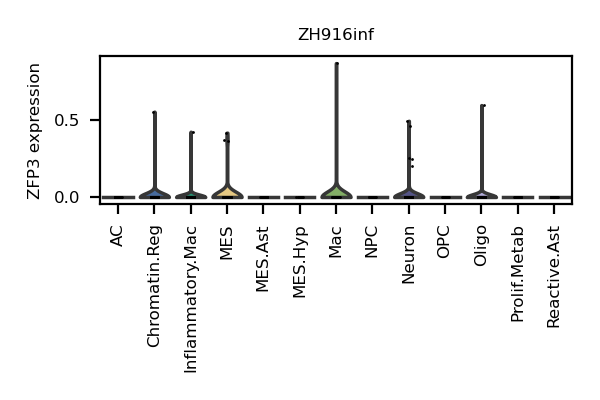 ZH916inf
ZFP3 expression
0.5
0.0
AC
Chromatin.Reg
Inflammatory.Mac
MES
MES.Ast
MES.Hyp
Mac
NPC
Neuron
OPC
Oligo
Prolif.Metab
Reactive.Ast